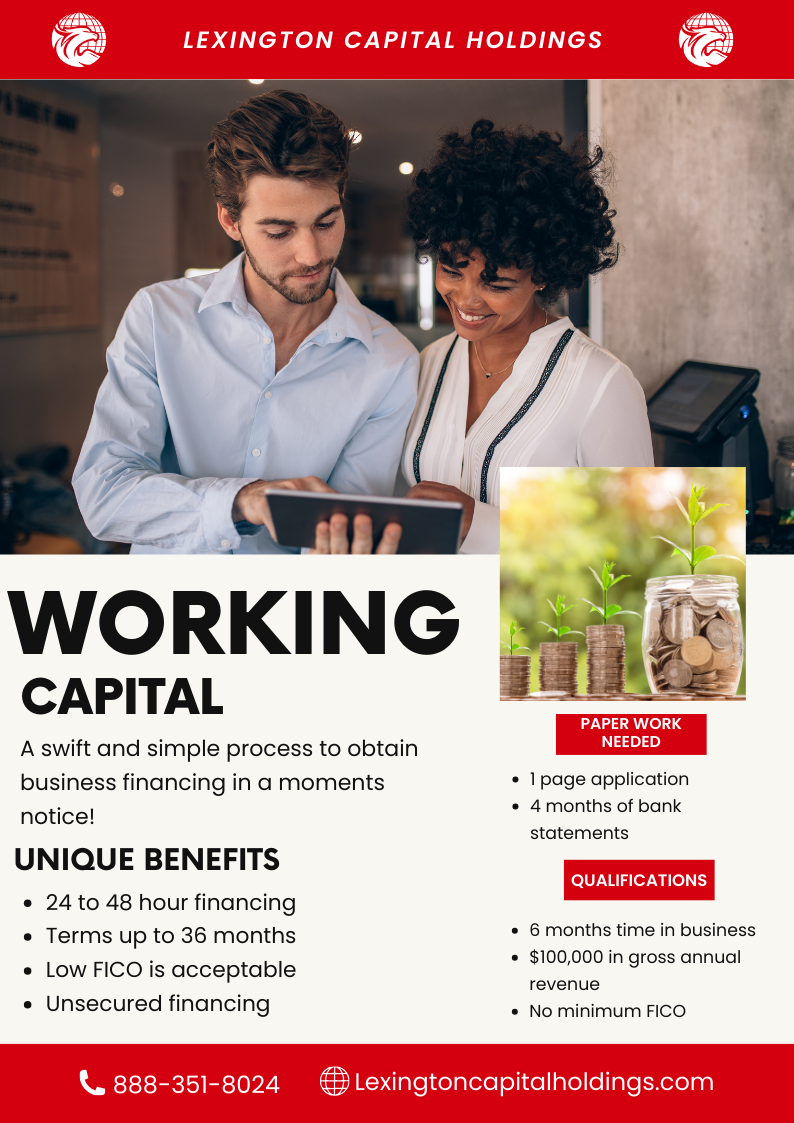 LEXINGTON CAPITAL HOLDINGS
WORKING
CAPITAL
A swift and simple process to obtain
business financing in a moments
notice!
UNIQUE BENEFITS
• 24 to 48 hour financing
• Terms up to 36 months
• Low FICO is acceptable
• Unsecured financing
PAPER WORK
NEEDED
• 1 page application
• 4 months of bank
statements
QUALIFICATIONS
• 6 months time in business
• $100,000 in gross annual
revenue
• No minimum FICO
888-351-8024
Lexingtoncapitalholdings.com